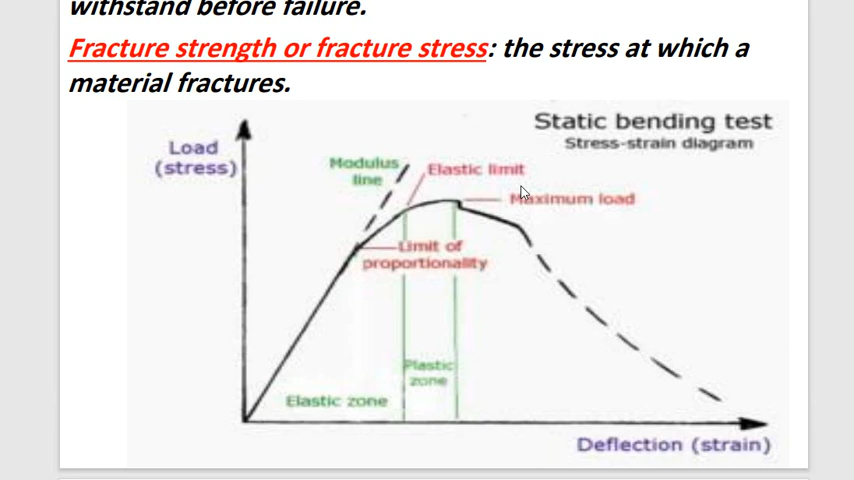 withstand before failure.
Fracture strength or fracture stress: the stress at which a
material fractures.
Static bending test
Stress-strain diagram
Load
(stress)
Modulus
line
Elastic limit
Maximum load
Limit of
proportionality
Plastic
zone
Elastic zone
Deflection (strain)